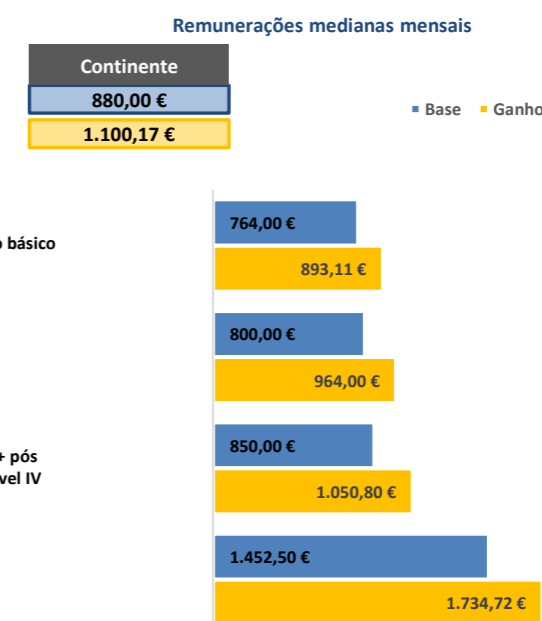 Remunerações medianas mensais
Continente
880,00 €
1.100,17 €
Base Ganho
764,00 €
básico
893,11 €
800,00 €
964,00 €
850,00 €
+ pós
IV
1.050,80 €
1.452,50 €
1.734,72 €